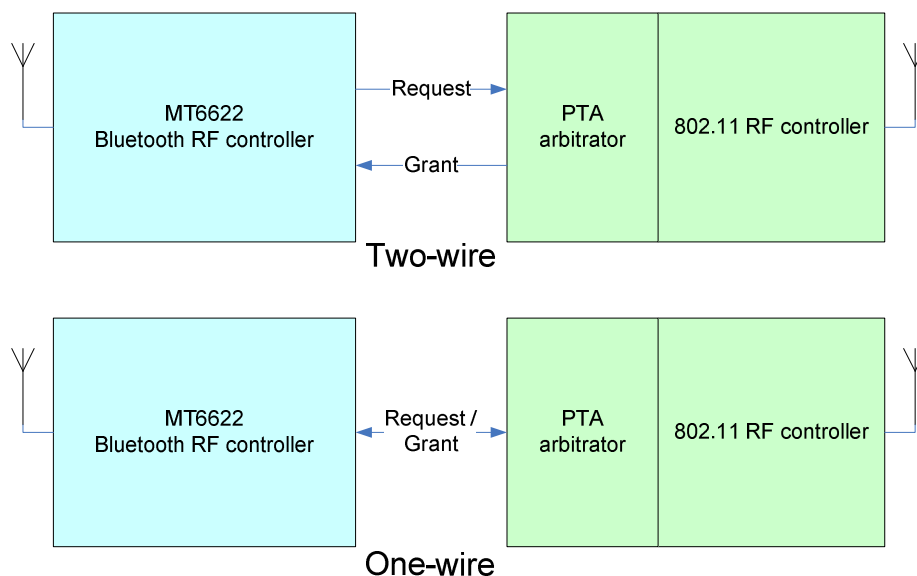 MT6622
Bluetooth RF controller
Request
Grant
PTA
arbitrator
802.11 RF controller
Two-wire
MT6622
Bluetooth RF controller
Request /
Grant
PTA
arbitrator
802.11 RF controller
One-wire